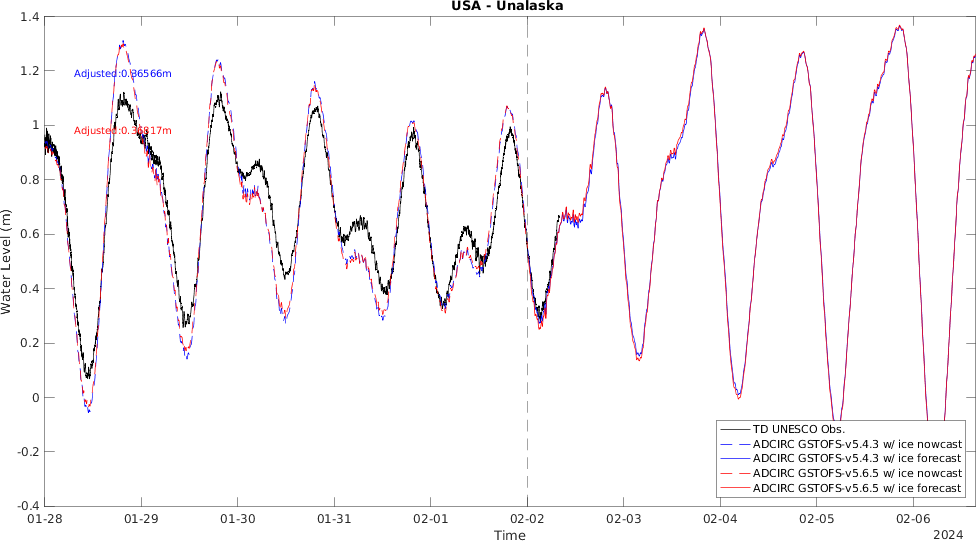 USA - Unalaska
1.4
1.2
1
0.8
0.6
0.4
0.2
0
-0.2
-0.4
Water Level (m)
Adjusted:0.36566m
Adjusted:0.36817m
TD UNESCO Obs.
ADCIRC GSTOFS-v5.4.3 w/ ice nowcast
ADCIRC GSTOFS-v5.4.3 w/ ice forecast
ADCIRC GSTOFS-v5.6.5 w/ ice nowcast
ADCIRC GSTOFS-v5.6.5 w/ ice forecast
01-28 01-29 01-30 01-31 02-01 02-02 02-03 02-04 02-05 02-06
Time
2024